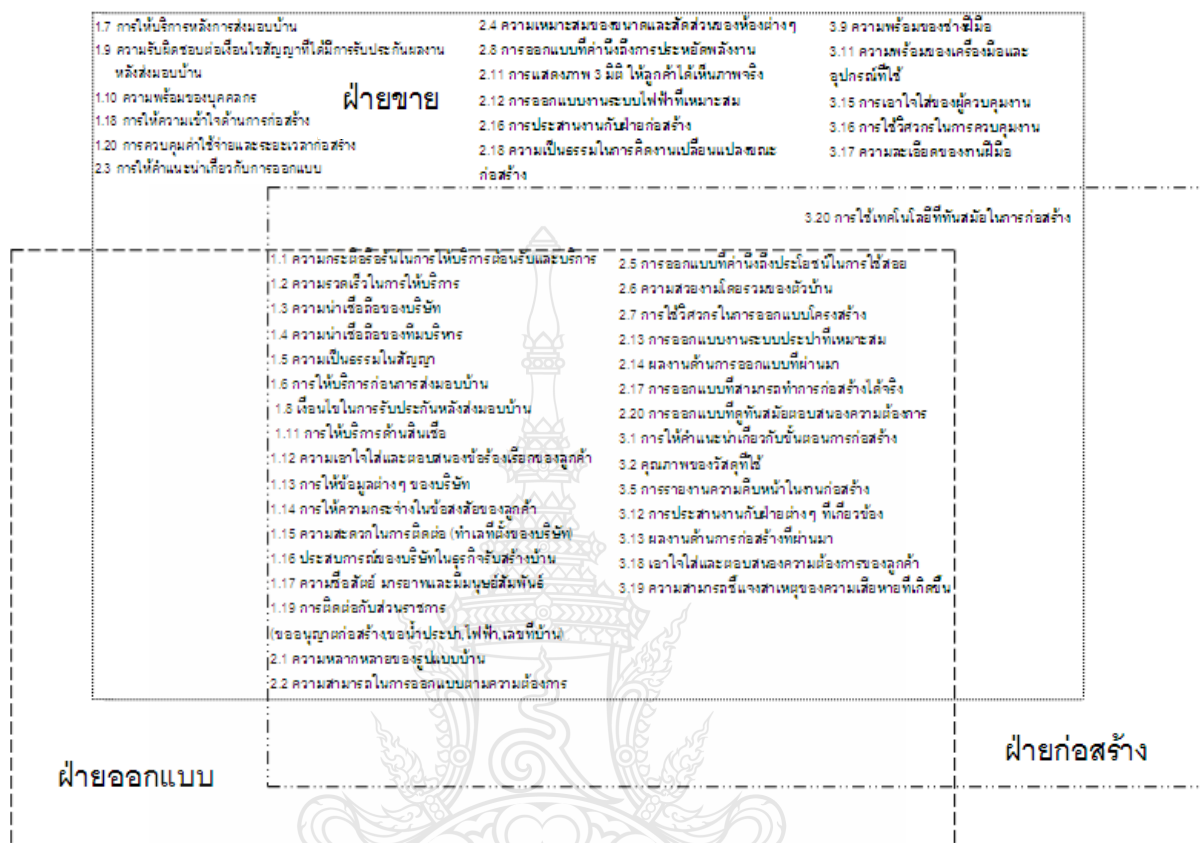 1.7 การให้บริการหลังการส่งมอบบ้าน
1.9 ความรับผิดชอบต่อเงื่อนไขสัญญาที่ได้มีการรับประกันผลงาน
หลังส่งมอบบ้าน
1.10 ความพร้อมของบุคคลากร
1.18 การให้ความเข้าใจด้านการก่อสร้าง
1.20 การควบคุมค่าใช้จ่ายและระยะเวลาก่อสร้าง
2.3 การให้คำแนะนำเกี่ยวกับการออกแบบ
ฝ่ายขาย
2.4 ความเหมาะสมของขนาดและสัดส่วนของห้องต่างๆ
2.8 การออกแบบที่คำนึงถึงการประหยัดพลังงาน
2.11 การแสดงภาพ 3 มิติ ให้ลูกค้าได้เห็นภาพจริง
2.12 การออกแบบงานระบบไฟฟ้าที่เหมาะสม
2.16 การประสานงานกับฝ่ายก่อสร้าง
2.18 ความเป็นธรรมในการคิดงานเปลี่ยนแปลงขณะ
ก่อสร้าง
3.9 ความพร้อมของช่างฝีมือ
3.11 ความพร้อมของเครื่องมือและ
อุปกรณ์ที่ใช้
3.15 การเอาใจใส่ของผู้ควบคุมงาน
3.16 การใช้วิศวกรในการควบคุมงาน
3.17 ความละเอียดของงานฝีมือ
3.20 การใช้เทคโนโลยีที่ทันสมัยในการก่อสร้าง
1.1 ความกระตือรือร้นในการให้บริการต้อนรับและบริการ
1.2 ความรวดเร็วในการให้บริการ
1.3 ความน่าเชื่อถือของบริษัท
1.4 ความน่าเชื่อถือของทีมบริหาร
1.5 ความเป็นธรรมในสัญญา
1.6 การให้บริการก่อนการส่งมอบบ้าน
1.8 เงื่อนไขในการรับประกันหลังส่งมอบบ้าน
1.11 การให้บริการด้านสินเชื่อ
1.12 ความเอาใจใส่และตอบสนองข้อร้องเรียกของลูกค้า
1.13 การให้ข้อมูลต่างๆ ของบริษัท
1.14 การให้ความกระจ่างในข้อสงสัยของลูกค้า
1.15 ความสะดวกในการติดต่อ (ทำเลที่ตั้งของบริษัท)
1.16 ประสบการณ์ของบริษัทในธุรกิจรับสร้างบ้าน
1.17 ความซื่อสัตย์ มารยาทและมีมนุษย์สัมพันธ์
1.19 การติดต่อกับส่วนราชการ
(ขออนุญาตก่อสร้าง,ขอน้ำประปา,ไฟฟ้า,เลขที่บ้าน)
2.1 ความหลากหลายของรูปแบบบ้าน
2.2 ความสามารถในการออกแบบตามความต้องการ
2.5 การออกแบบที่คำนึงถึงประโยชน์ในการใช้สอย
2.6 ความสวยงามโดยรวมของตัวบ้าน
2.7 การใช้วิศวกรในการออกแบบโครงสร้าง
2.13 การออกแบบงานระบบประปาที่เหมาะสม
2.14 ผลงานด้านการออกแบบที่ผ่านมา
2.17 การออกแบบที่สามารถทำการก่อสร้างได้จริง
2.20 การออกแบบที่ดูทันสมัยตอบสนองความต้องการ
3.1 การให้คำแนะนำเกี่ยวกับขั้นตอนการก่อสร้าง
3.2 คุณภาพของวัสดุที่ใช้
3.5 การรายงานความคืบหน้าในงานก่อสร้าง
3.12 การประสานงานกับฝ่ายต่างๆ ที่เกี่ยวข้อง
3.13 ผลงานด้านการก่อสร้างที่ผ่านมา
3.18 เอาใจใส่และตอบสนองความต้องการของลูกค้า
3.19 ความสามารถชี้แจงสาเหตุของความเสียหายที่เกิดขึ้น
ฝ่ายออกแบบ
ฝ่ายก่อสร้าง